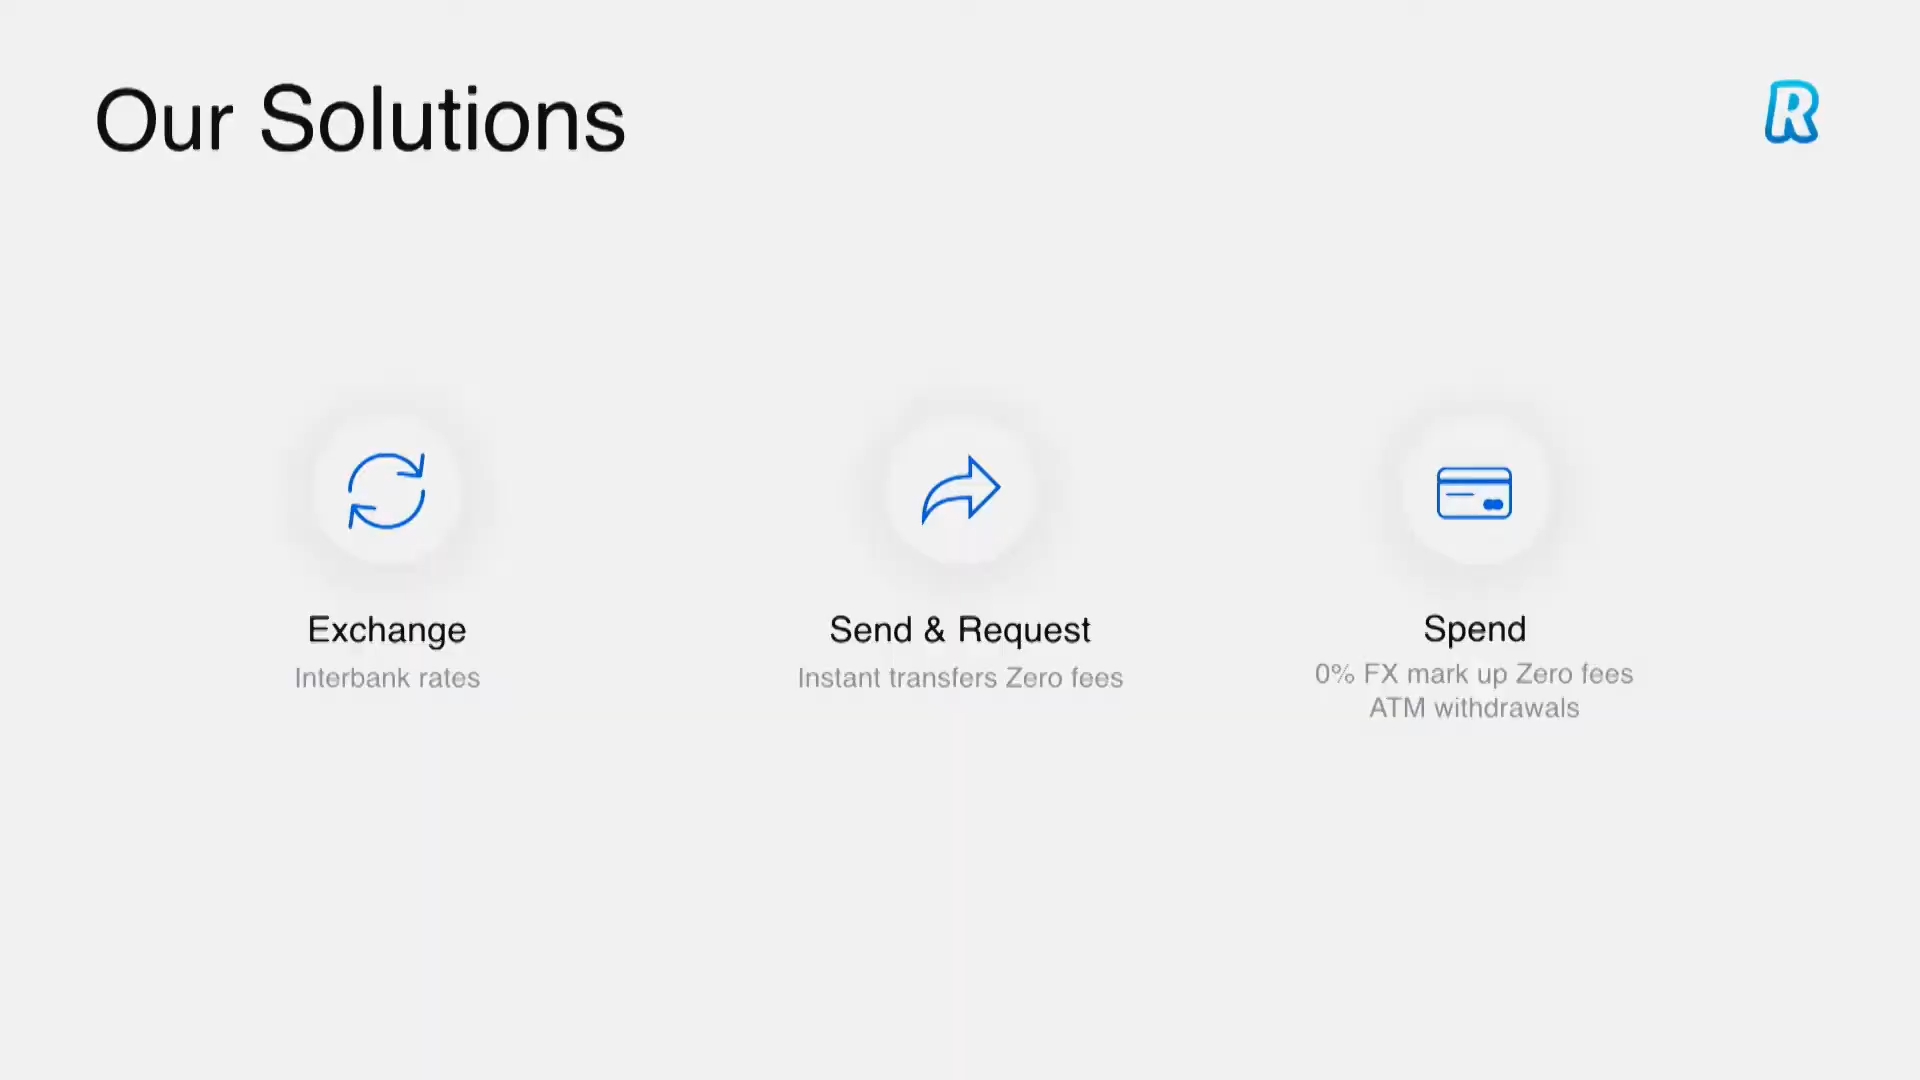 Our Solutions
R
Exchange
Interbank rates
Send & Request
Instant transfers Zero fees
Spend
0% FX mark up Zero fees
ATM withdrawals